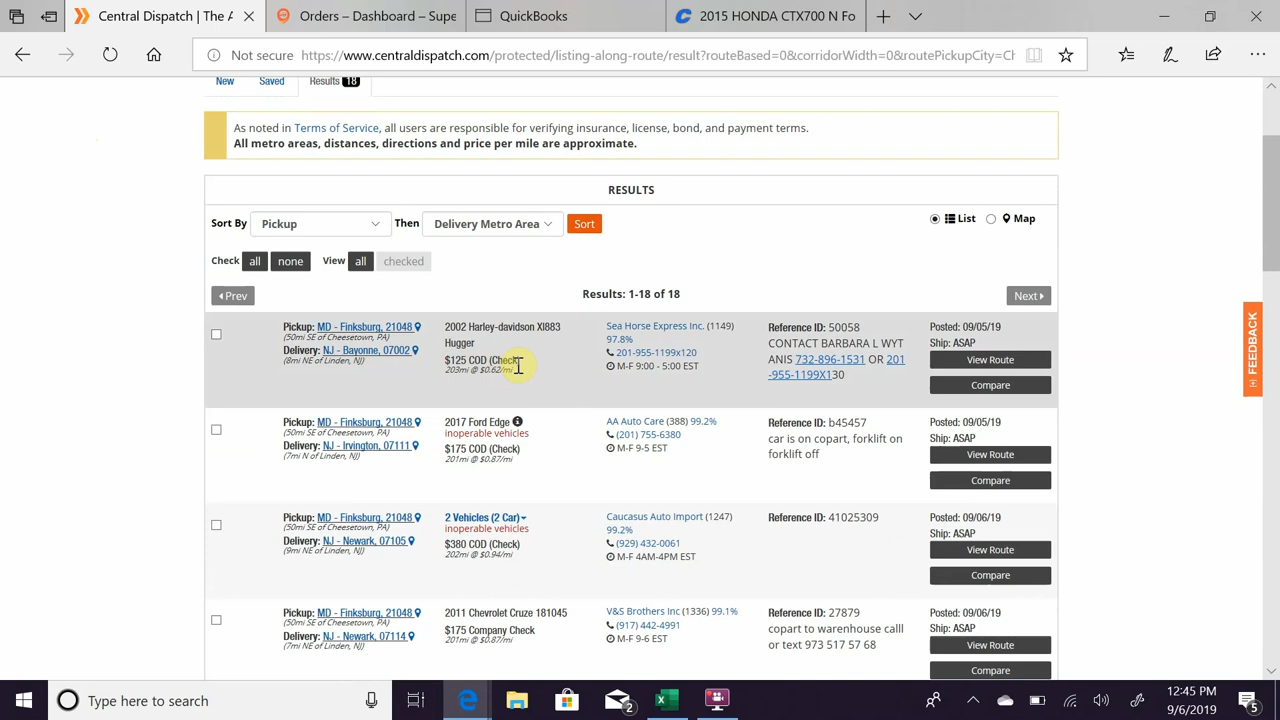 Central Dispatch | The A
Orders – Dashboard – Supe
QuickBooks
2015 HONDA CTX700 N Fo
Not secure https://www.centraldispatch.com/protected/listing-along-route/result?routeBased=0&corridorWidth=0&routePickupCity=Ch
New Saved Results 18
As noted in Terms of Service, all users are responsible for verifying insurance, license, bond, and payment terms.
All metro areas, distances, directions and price per mile are approximate.
RESULTS
Sort By Pickup Then Delivery Metro Area Sort
List Map
Check all none View all checked
Prev Results: 1-18 of 18 Next
Pickup: MD - Finksburg, 21048
(50mi SE of Cheesetown, PA)
Delivery: NJ - Bayonne, 07002
(8mi NE of Linden, NJ)
2002 Harley-davidson Xl883
Hugger
$125 COD (Check)
203mi @ $0.62/mi
Sea Horse Express Inc. (1149)
97.8%
201-955-1199x120
M-F 9:00 - 5:00 EST
Reference ID: 50058
CONTACT BARBARA L WYT
ANIS 732-896-1531 OR 201
-955-1199X130
Posted: 09/05/19
Ship: ASAP
View Route
Compare
Pickup: MD - Finksburg, 21048
(50mi SE of Cheesetown, PA)
Delivery: NJ - Irvington, 07111
(7mi N of Linden, NJ)
2017 Ford Edge
inoperable vehicles
$175 COD (Check)
201mi @ $0.87/mi
AA Auto Care (388) 99.2%
(201) 755-6380
M-F 9-5 EST
Reference ID: b45457
car is on copart, forklift on
forklift off
Posted: 09/05/19
Ship: ASAP
View Route
Compare
Pickup: MD - Finksburg, 21048
(50mi SE of Cheesetown, PA)
Delivery: NJ - Newark, 07105
(9mi NE of Linden, NJ)
2 Vehicles (2 Car)
inoperable vehicles
$380 COD (Check)
202mi @ $0.94/mi
Caucasus Auto Import (1247)
99.2%
(929) 432-0061
M-F 4AM-4PM EST
Reference ID: 41025309
Posted: 09/06/19
Ship: ASAP
View Route
Compare
Pickup: MD - Finksburg, 21048
(50mi SE of Cheesetown, PA)
Delivery: NJ - Newark, 07114
(7mi NE of Linden, NJ)
2011 Chevrolet Cruze 181045
$175 Company Check
201mi @ $0.87/mi
V&S Brothers Inc (1336) 99.1%
(917) 442-4991
M-F 9-6 EST
Reference ID: 27879
copart to warehouse calll
or text 973 517 57 68
Posted: 09/06/19
Ship: ASAP
View Route
Compare
FEEDBACK
Type here to search
2
12:45 PM
9/6/2019
5